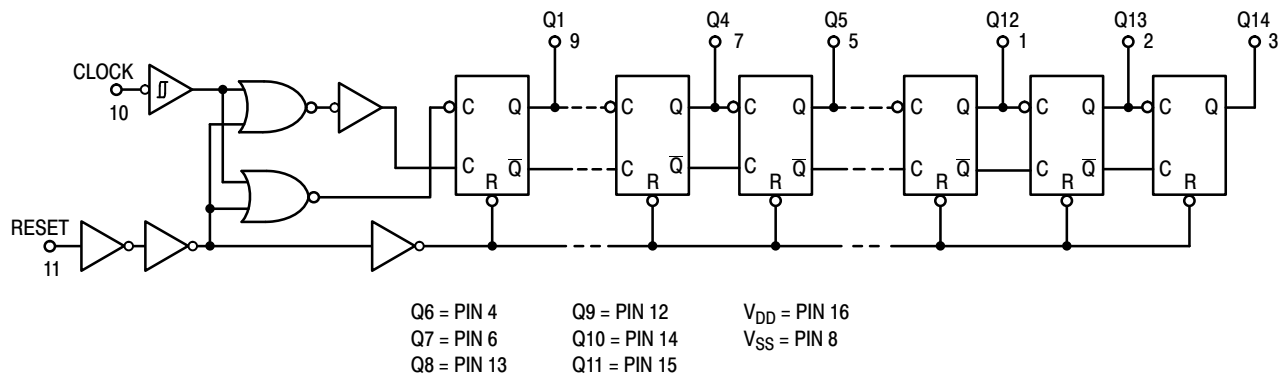 Q1 Q4 Q5 Q12 Q13 Q14
9 7 5 1 2 3
CLOCK
10
C Q C Q C Q C Q C Q C Q
C Q̅ C Q̅ C Q̅ C Q̅ C Q̅ C
R R R R R R
RESET
11
Q6 = PIN 4 Q9 = PIN 12 V_DD = PIN 16
Q7 = PIN 6 Q10 = PIN 14 V_SS = PIN 8
Q8 = PIN 13 Q11 = PIN 15